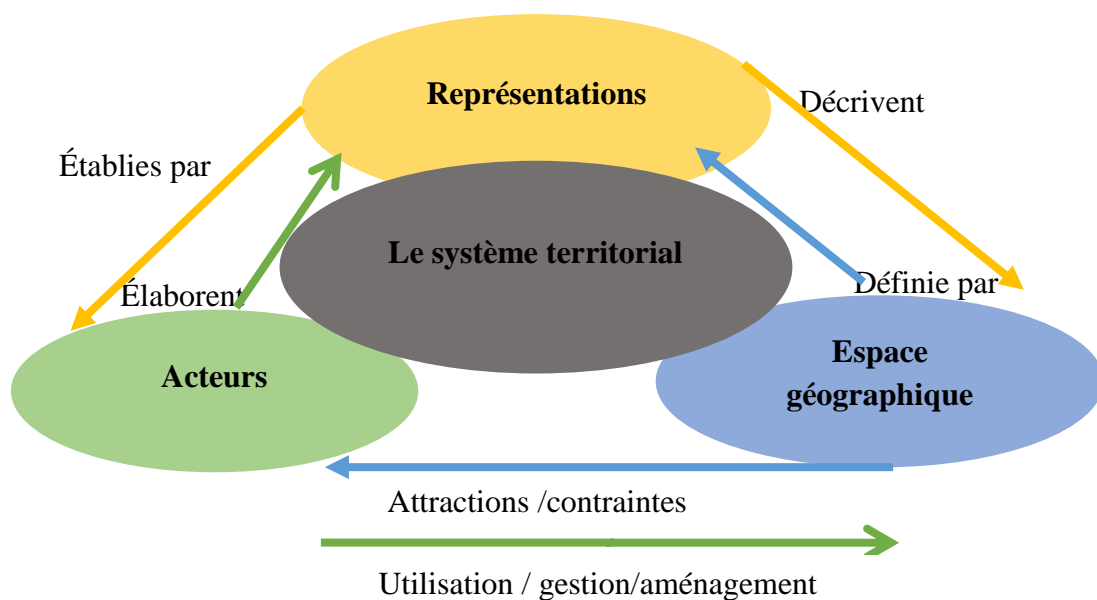 Représentations
Décrivent
Établies par
Le système territorial
Élaborent
Définie par
Acteurs
Espace
géographique
Attractions /contraintes
Utilisation / gestion/aménagement